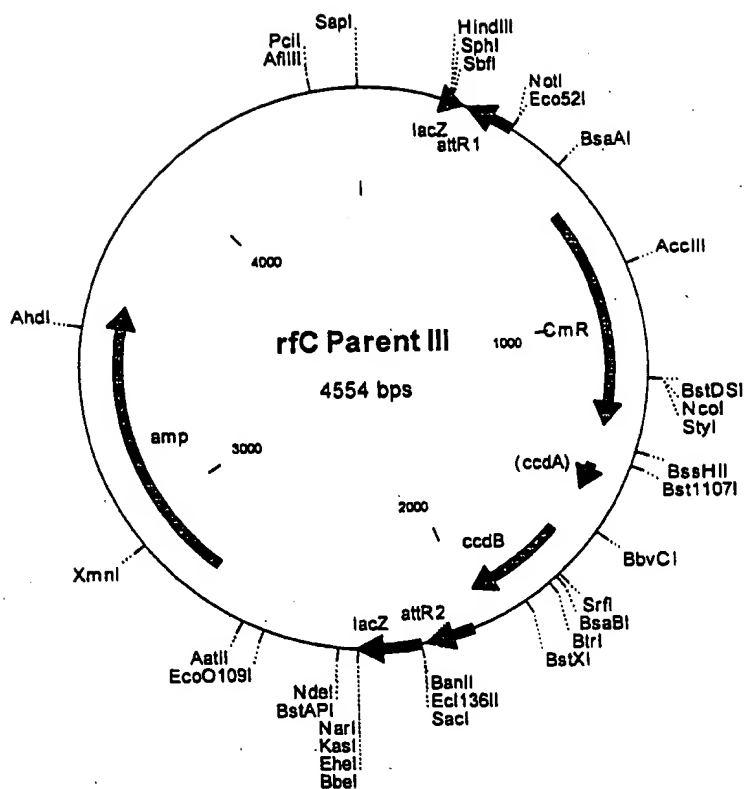 SapI
PciI
AflIII
HindIII
SphI
SbfI
NotI
Eco52I
BsaAI
lacZ
attR1
AccIII
4000
AhdI
rfC Parent III
4554 bps
1000
CmR
BstDSI
NcoI
StyI
amp
3000
(ccdA)
BssHII
Bst1107I
2000
ccdB
BbvCI
XmnI
SrfI
BsaBI
BtrI
BstXI
lacZ
attR2
AatII
EcoO109I
NdeI
BstAPI
NarI
KasI
EheI
BbeI
BanII
Ecl136II
SacI